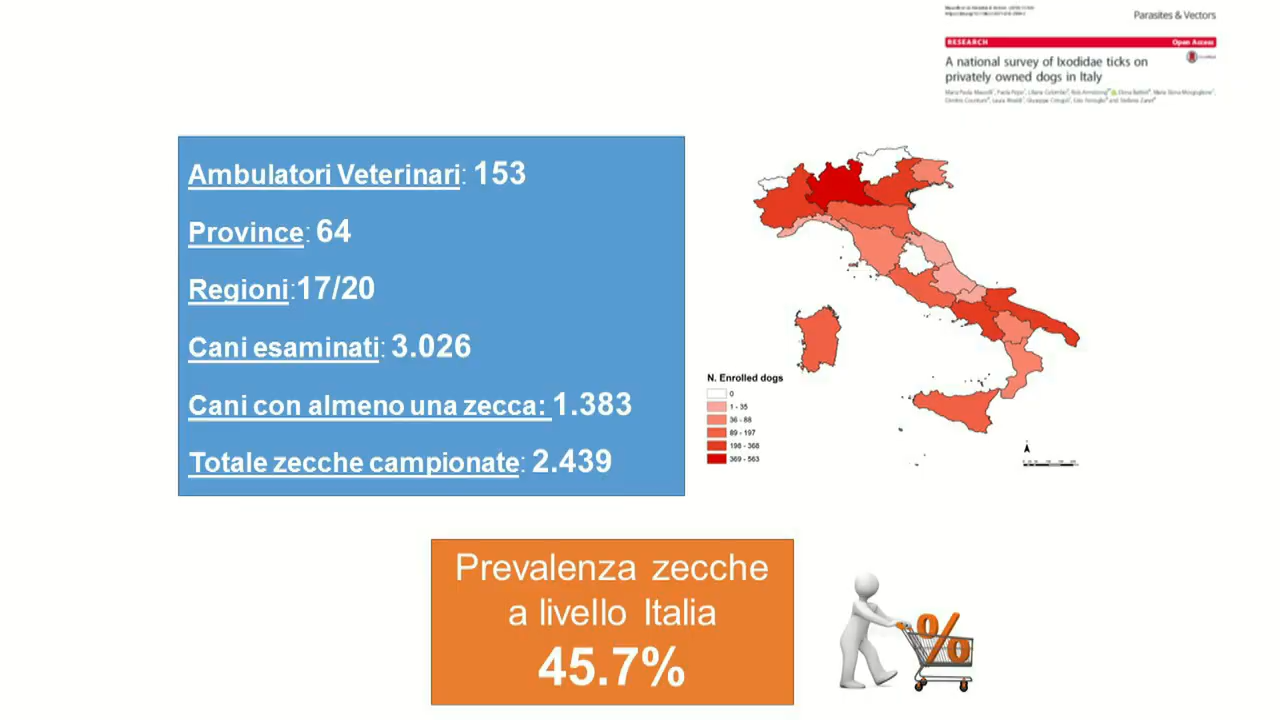 Parasites & Vectors
RESEARCH
Open Access
A national survey of Ixodidae ticks on
privately owned dogs in Italy
Ambulatori Veterinari: 153
Province: 64
Regioni:17/20
Cani esaminati: 3.026
Cani con almeno una zecca: 1.383
Totale zecche campionate: 2.439
N. Enrolled dogs
0
1 - 35
36 - 88
89 - 197
198 - 368
369 - 563
Prevalenza zecche
a livello Italia
45.7%
%